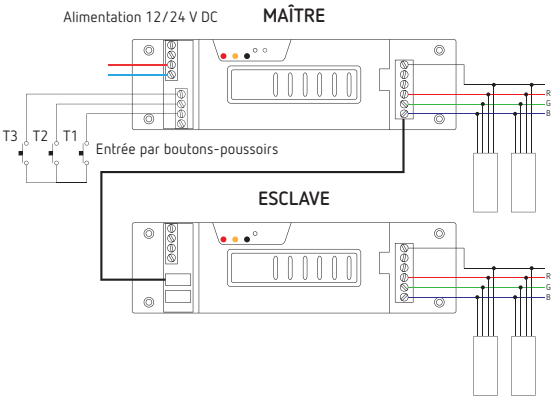 Alimentation 12/24 V DC
MAÎTRE
R
G
B
T3 T2 T1
Entrée par boutons-poussoirs
ESCLAVE
R
G
B